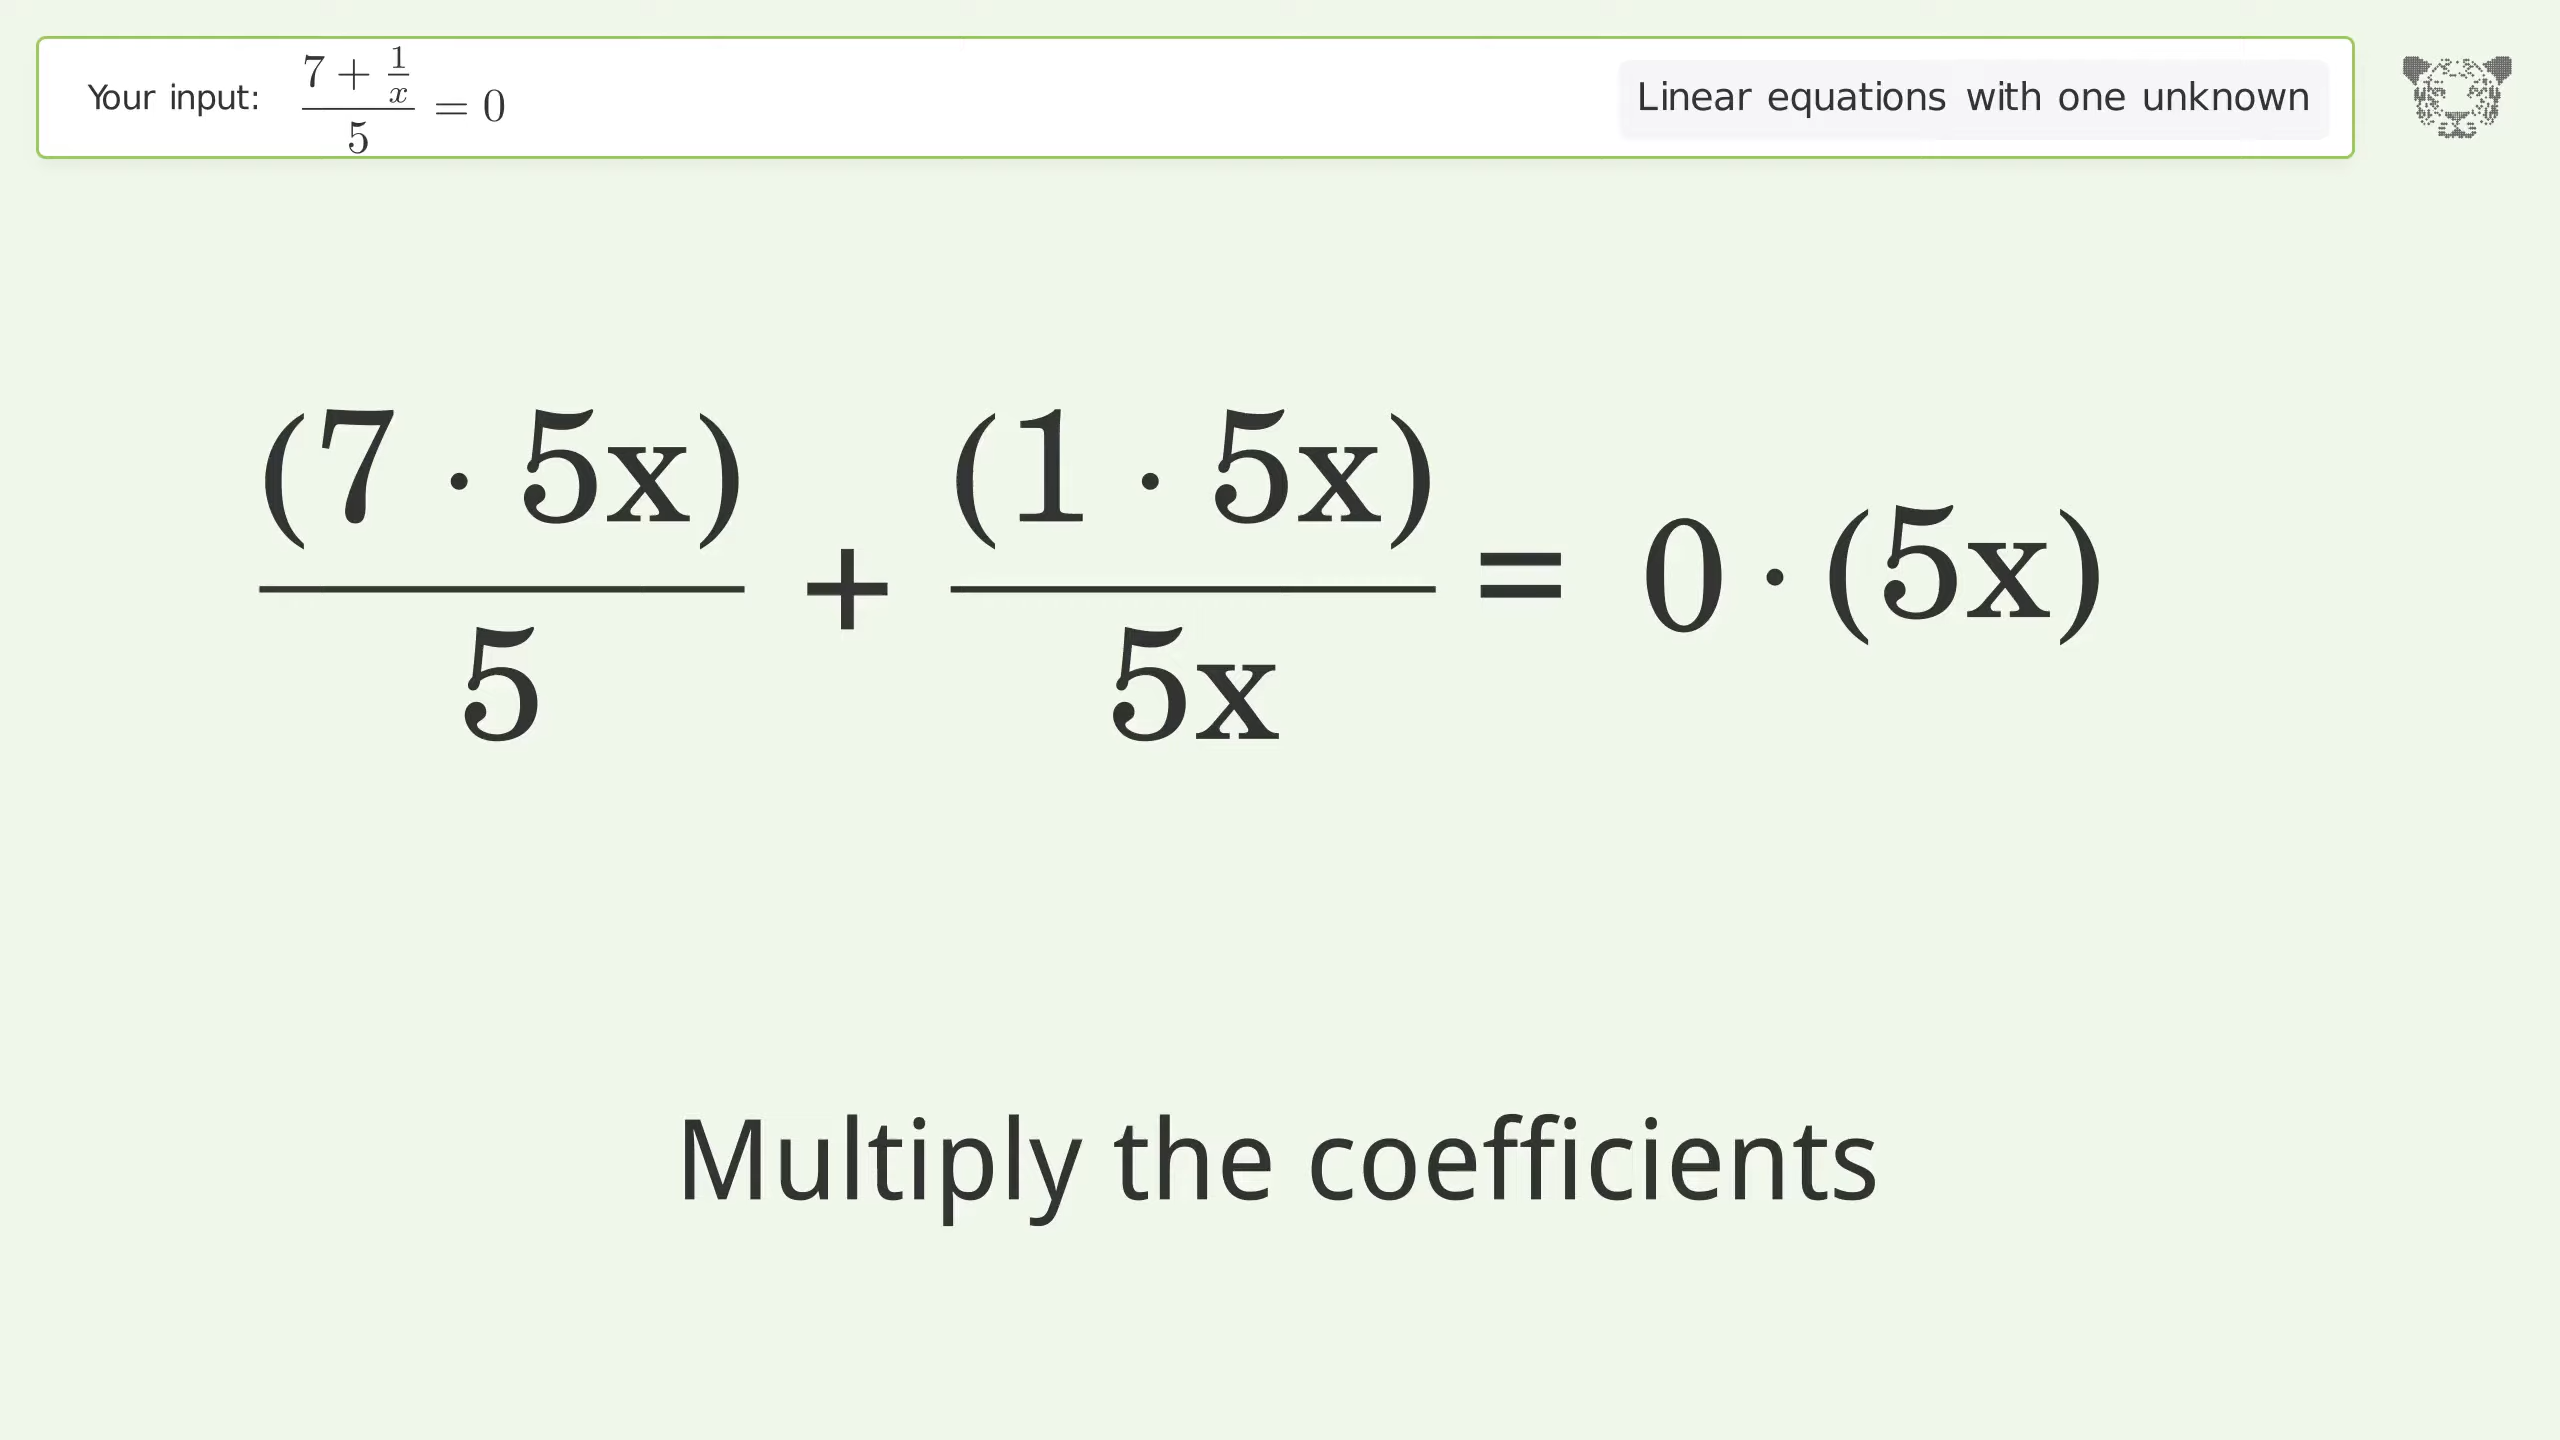 Your input: (7 + 1/x)/5 = 0
Linear equations with one unknown
(7 · 5x)/5 + (1 · 5x)/5x = 0 · (5x)
Multiply the coefficients